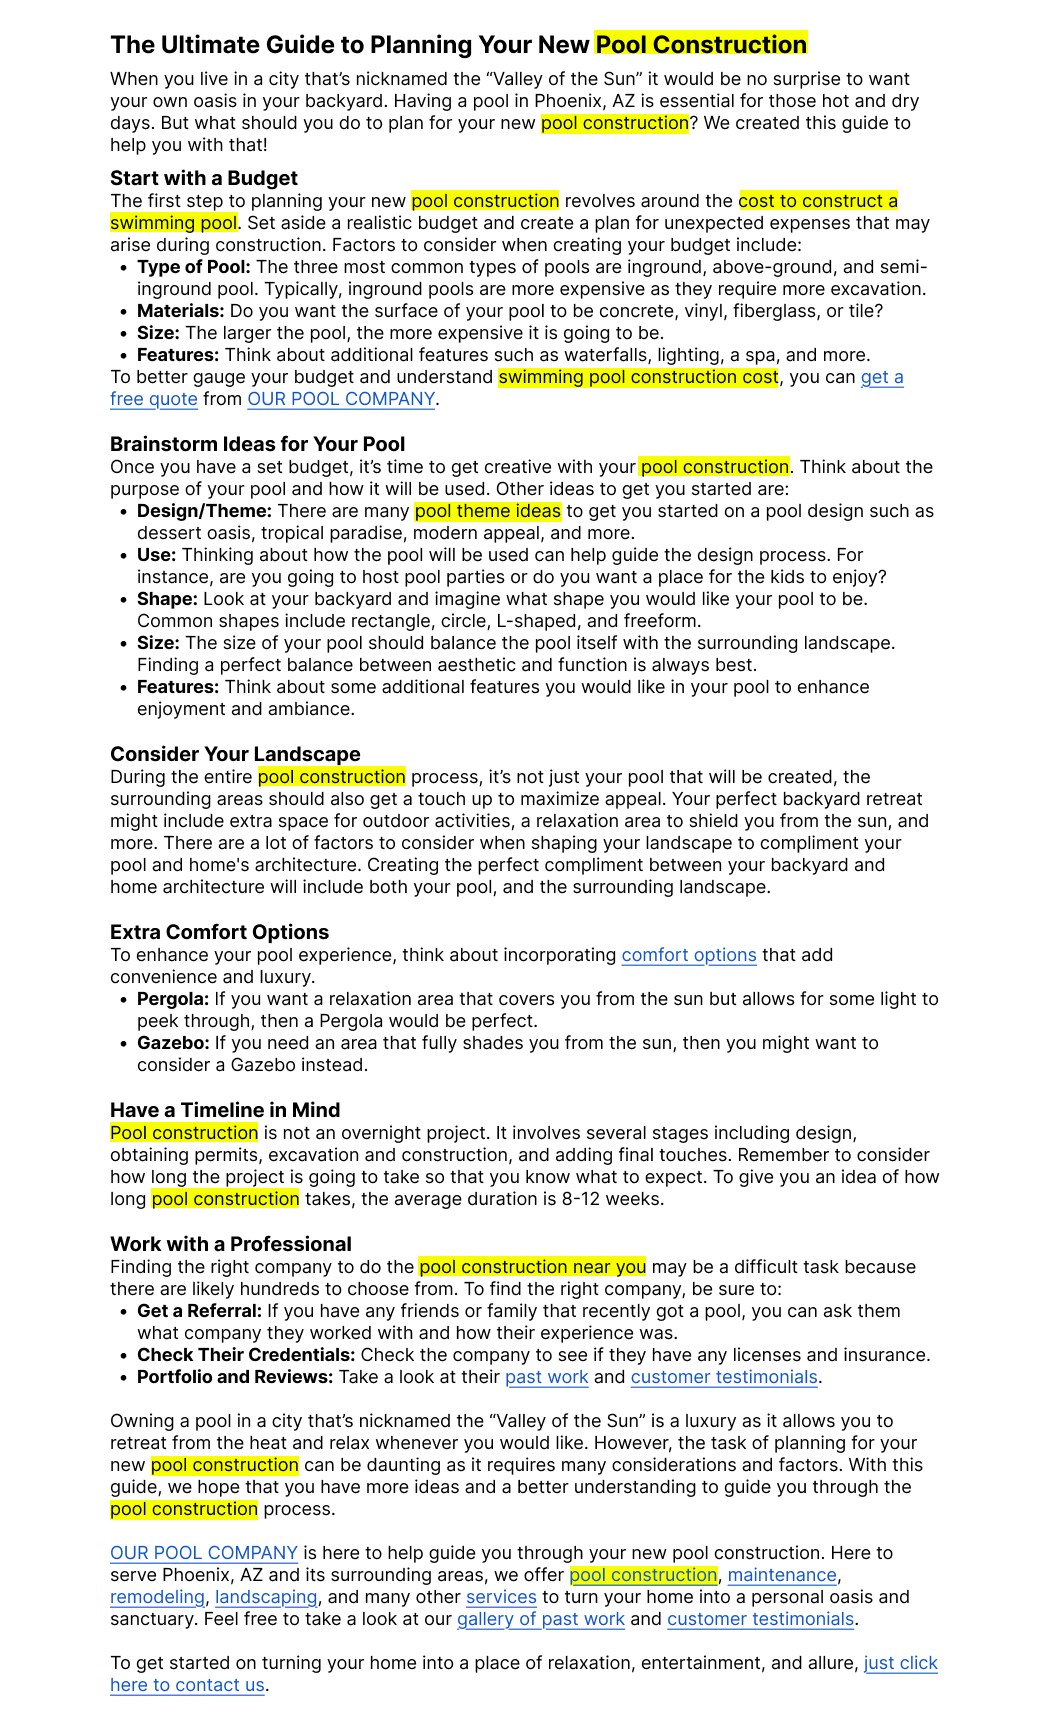 The Ultimate Guide to Planning Your New Pool Construction
When you live in a city that’s nicknamed the “Valley of the Sun” it would be no surprise to want
your own oasis in your backyard. Having a pool in Phoenix, AZ is essential for those hot and dry
days. But what should you do to plan for your new pool construction? We created this guide to
help you with that!
Start with a Budget
The first step to planning your new pool construction revolves around the cost to construct a
swimming pool. Set aside a realistic budget and create a plan for unexpected expenses that may
arise during construction. Factors to consider when creating your budget include:
• Type of Pool: The three most common types of pools are inground, above-ground, and semi-
inground pool. Typically, inground pools are more expensive as they require more excavation.
• Materials: Do you want the surface of your pool to be concrete, vinyl, fiberglass, or tile?
• Size: The larger the pool, the more expensive it is going to be.
• Features: Think about additional features such as waterfalls, lighting, a spa, and more.
To better gauge your budget and understand swimming pool construction cost, you can get a
free quote from OUR POOL COMPANY.
Brainstorm Ideas for Your Pool
Once you have a set budget, it’s time to get creative with your pool construction. Think about the
purpose of your pool and how it will be used. Other ideas to get you started are:
• Design/Theme: There are many pool theme ideas to get you started on a pool design such as
dessert oasis, tropical paradise, modern appeal, and more.
• Use: Thinking about how the pool will be used can help guide the design process. For
instance, are you going to host pool parties or do you want a place for the kids to enjoy?
• Shape: Look at your backyard and imagine what shape you would like your pool to be.
Common shapes include rectangle, circle, L-shaped, and freeform.
• Size: The size of your pool should balance the pool itself with the surrounding landscape.
Finding a perfect balance between aesthetic and function is always best.
• Features: Think about some additional features you would like in your pool to enhance
enjoyment and ambiance.
Consider Your Landscape
During the entire pool construction process, it’s not just your pool that will be created, the
surrounding areas should also get a touch up to maximize appeal. Your perfect backyard retreat
might include extra space for outdoor activities, a relaxation area to shield you from the sun, and
more. There are a lot of factors to consider when shaping your landscape to compliment your
pool and home's architecture. Creating the perfect compliment between your backyard and
home architecture will include both your pool, and the surrounding landscape.
Extra Comfort Options
To enhance your pool experience, think about incorporating comfort options that add
convenience and luxury.
• Pergola: If you want a relaxation area that covers you from the sun but allows for some light to
peek through, then a Pergola would be perfect.
• Gazebo: If you need an area that fully shades you from the sun, then you might want to
consider a Gazebo instead.
Have a Timeline in Mind
Pool construction is not an overnight project. It involves several stages including design,
obtaining permits, excavation and construction, and adding final touches. Remember to consider
how long the project is going to take so that you know what to expect. To give you an idea of how
long pool construction takes, the average duration is 8-12 weeks.
Work with a Professional
Finding the right company to do the pool construction near you may be a difficult task because
there are likely hundreds to choose from. To find the right company, be sure to:
• Get a Referral: If you have any friends or family that recently got a pool, you can ask them
what company they worked with and how their experience was.
• Check Their Credentials: Check the company to see if they have any licenses and insurance.
• Portfolio and Reviews: Take a look at their past work and customer testimonials.
Owning a pool in a city that’s nicknamed the “Valley of the Sun” is a luxury as it allows you to
retreat from the heat and relax whenever you would like. However, the task of planning for your
new pool construction can be daunting as it requires many considerations and factors. With this
guide, we hope that you have more ideas and a better understanding to guide you through the
pool construction process.
OUR POOL COMPANY is here to help guide you through your new pool construction. Here to
serve Phoenix, AZ and its surrounding areas, we offer pool construction, maintenance,
remodeling, landscaping, and many other services to turn your home into a personal oasis and
sanctuary. Feel free to take a look at our gallery of past work and customer testimonials.
To get started on turning your home into a place of relaxation, entertainment, and allure, just click
here to contact us.